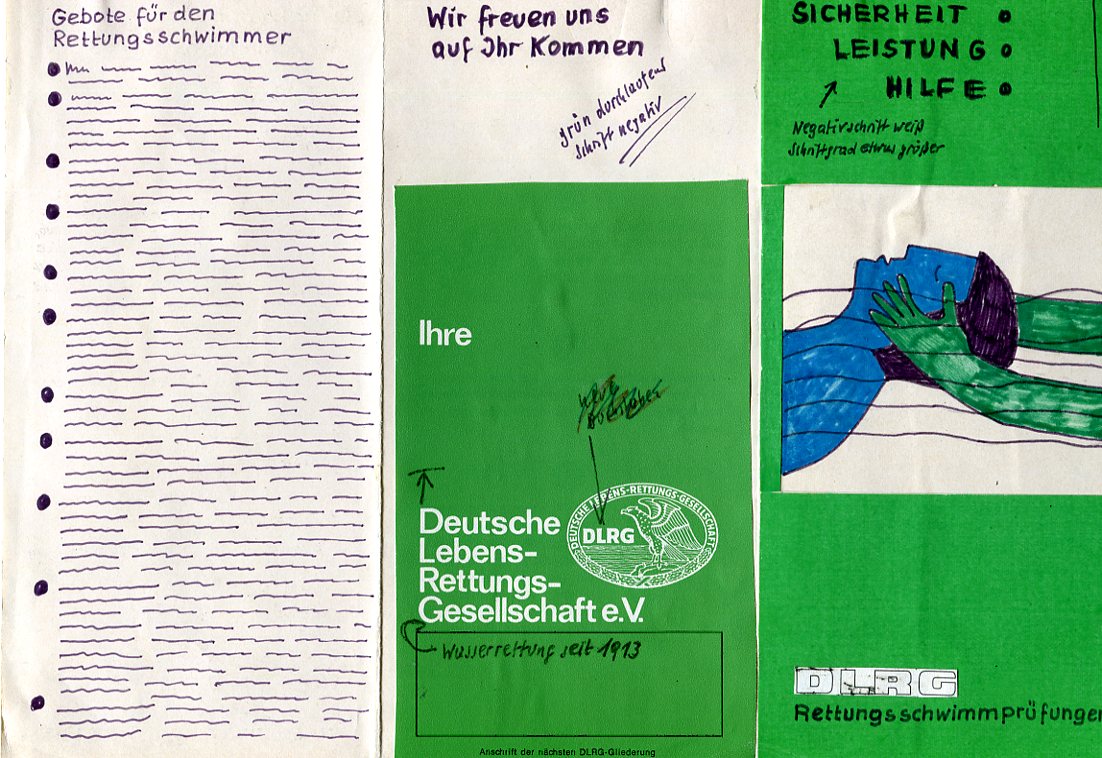 Gebote für den
Rettungsschwimmer
Wir freuen uns
auf Ihr Kommen
grün durchlaufend
Schrift negativ
Ihre
DEUTSCHE LEBENS-RETTUNGS-GESELLSCHAFT
DLRG
Deutsche
Lebens-
Rettungs-
Gesellschaft e.V.
Wasserrettung seit 1913
Anschrift der nächsten DLRG-Gliederung
SICHERHEIT
LEISTUNG
HILFE
Negativschrift weiß
Schriftgrad etwas größer
DLRG
Rettungsschwimmprüfungen